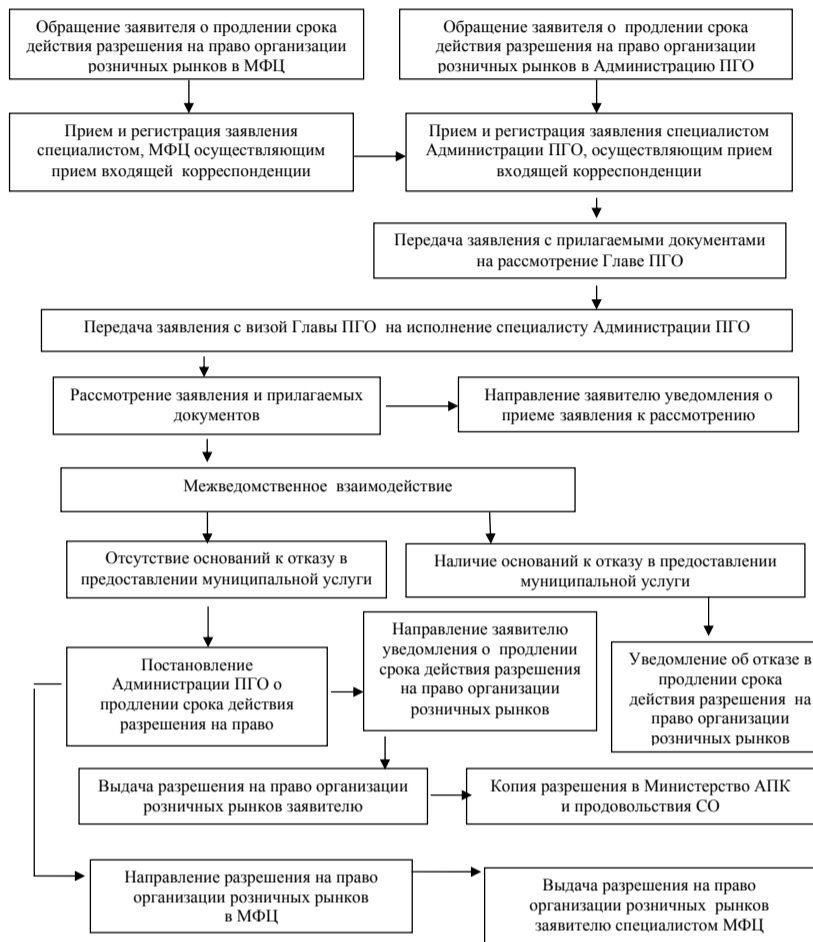 Обращение заявителя о продлении срока
действия разрешения на право организации
розничных рынков в МФЦ
Обращение заявителя о продлении срока
действия разрешения на право организации
розничных рынков в Администрацию ПГО
Прием и регистрация заявления
специалистом, МФЦ осуществляющим
прием входящей корреспонденции
Прием и регистрация заявления специалистом
Администрации ПГО, осуществляющим прием
входящей корреспонденции
Передача заявления с прилагаемыми документами
на рассмотрение Главе ПГО
Передача заявления с визой Главы ПГО на исполнение специалисту Администрации ПГО
Рассмотрение заявления и прилагаемых
документов
Направление заявителю уведомления о
приеме заявления к рассмотрению
Межведомственное взаимодействие
Отсутствие оснований к отказу в
предоставлении муниципальной услуги
Наличие оснований к отказу в предоставлении
муниципальной услуги
Постановление
Администрации ПГО о
продлении срока действия
разрешения на право
Направление заявителю
уведомления о продлении
срока действия разрешения
на право организации
розничных рынков
Уведомление об отказе в
продлении срока
действия разрешения на
право организации
розничных рынков
Выдача разрешения на право организации
розничных рынков заявителю
Копия разрешения в Министерство АПК
и продовольствия СО
Направление разрешения на право
организации розничных рынков
в МФЦ
Выдача разрешения на право
организации розничных рынков
заявителю специалистом МФЦ